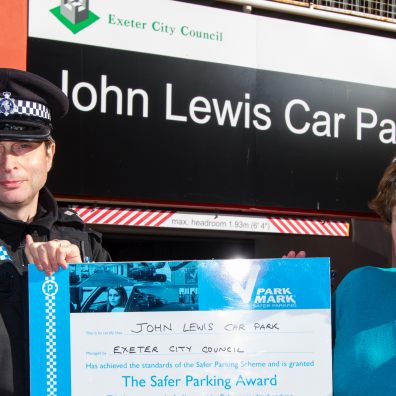 Exeter City Council
John Lewis Car Pa
max. headroom 1.93m (6' 4")
PARK
MARK
SAFER PARKING
This is to certify that JOHN LEWIS CAR PARK
Managed by EXETER CITY COUNCIL
Has achieved the standards of the Safer Parking Scheme and is granted
The Safer Parking Award